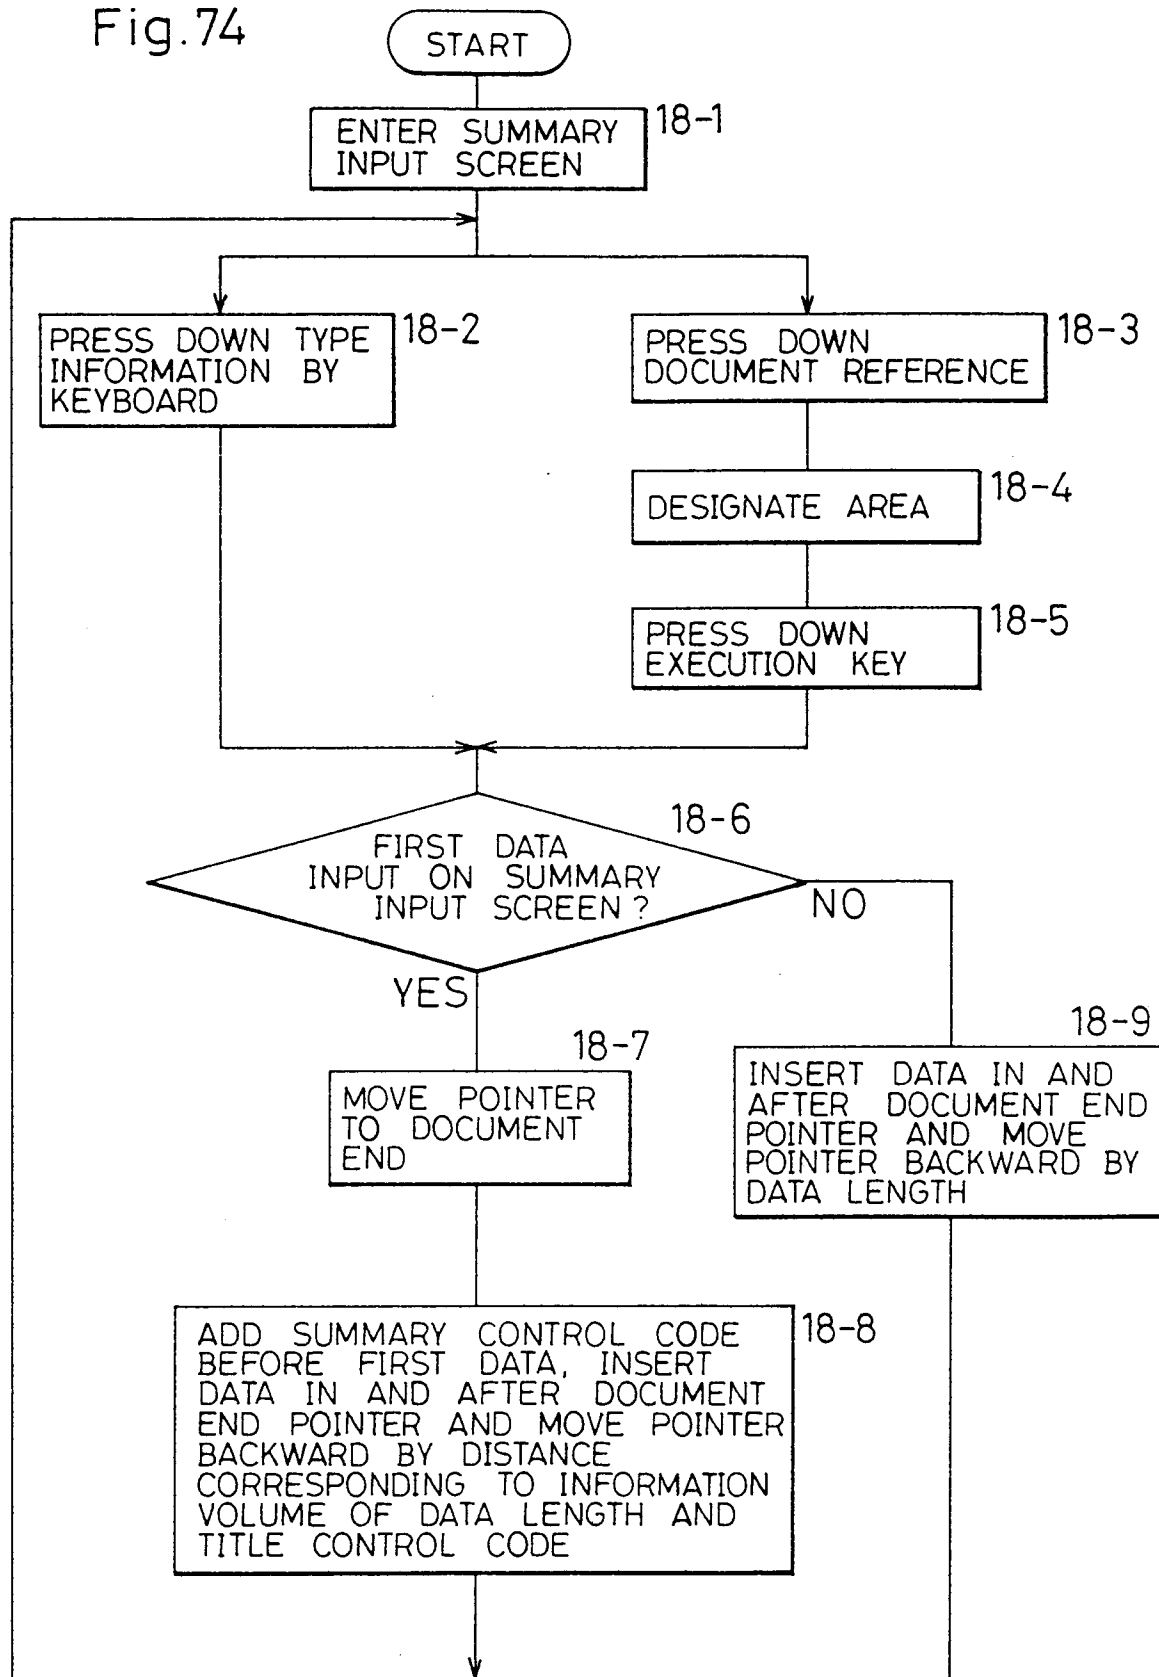 Fig.74
START
18-1
ENTER SUMMARY
INPUT SCREEN
18-2
PRESS DOWN TYPE
INFORMATION BY
KEYBOARD
18-3
PRESS DOWN
DOCUMENT REFERENCE
18-4
DESIGNATE AREA
18-5
PRESS DOWN
EXECUTION KEY
18-6
FIRST DATA
INPUT ON SUMMARY
INPUT SCREEN?
NO
YES
18-7
MOVE POINTER
TO DOCUMENT
END
18-9
INSERT DATA IN AND
AFTER DOCUMENT END
POINTER AND MOVE
POINTER BACKWARD BY
DATA LENGTH
18-8
ADD SUMMARY CONTROL CODE
BEFORE FIRST DATA, INSERT
DATA IN AND AFTER DOCUMENT
END POINTER AND MOVE POINTER
BACKWARD BY DISTANCE
CORRESPONDING TO INFORMATION
VOLUME OF DATA LENGTH AND
TITLE CONTROL CODE